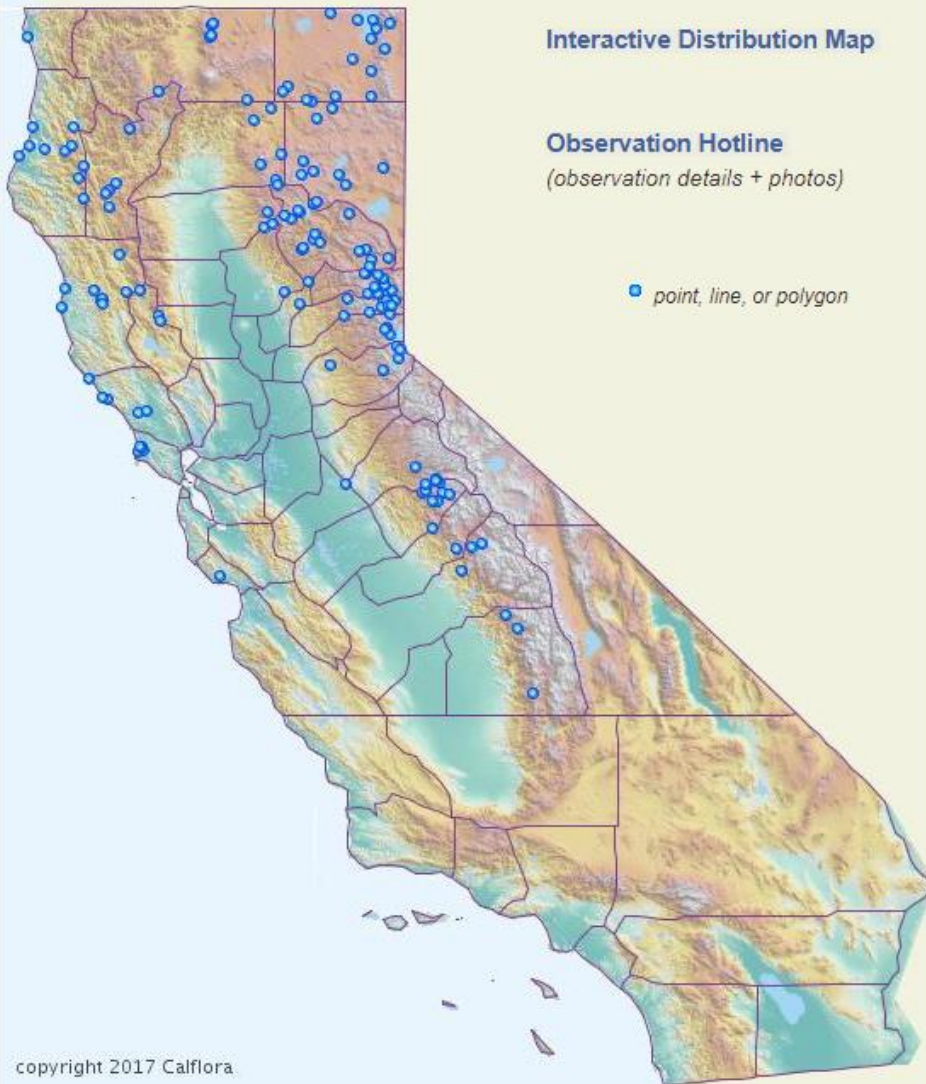 Interactive Distribution Map
Observation Hotline
(observation details + photos)
point, line, or polygon
copyright 2017 Calflora